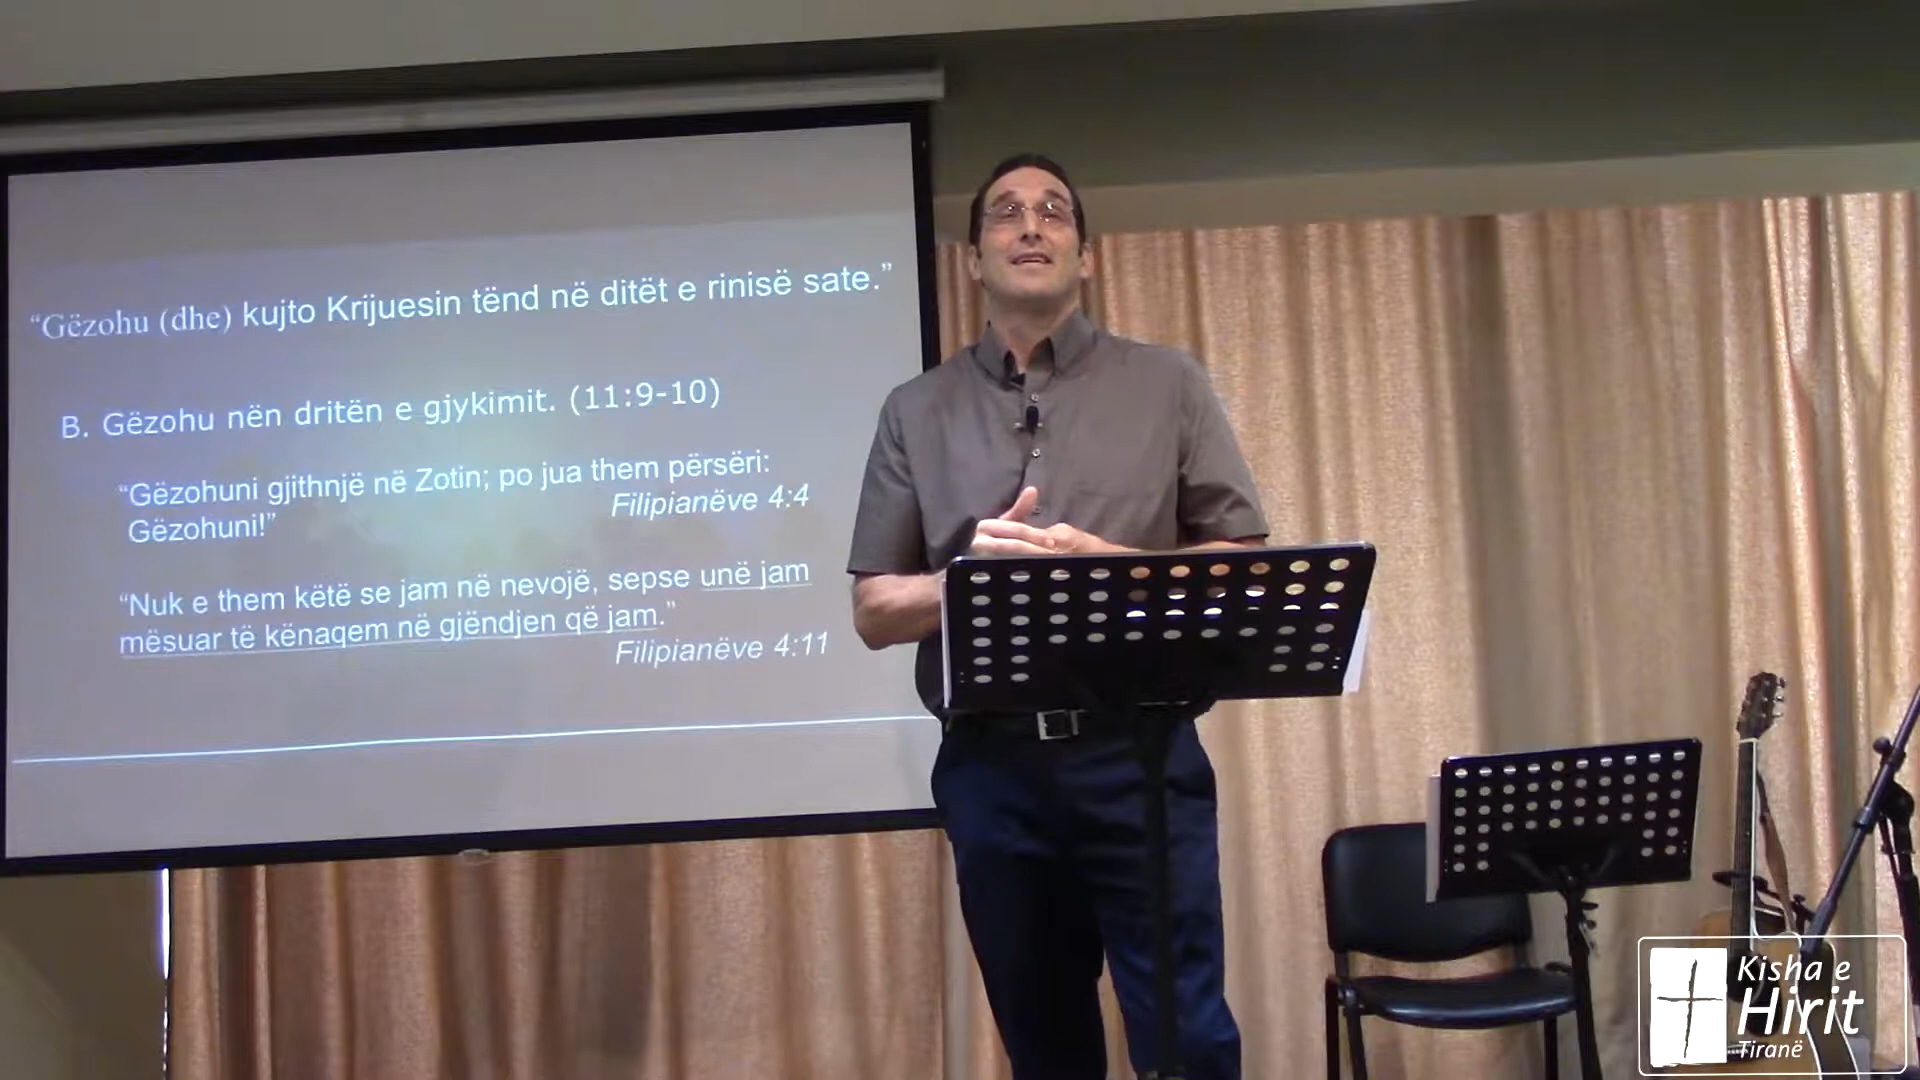 “Gëzohu (dhe) kujto Krijuesin tënd në ditët e rinisë sate.”
B. Gëzohu nën dritën e gjykimit. (11:9-10)
“Gëzohuni gjithnjë në Zotin; po jua them përsëri:
Gëzohuni!”
Filipianëve 4:4
“Nuk e them këtë se jam në nevojë, sepse unë jam
mësuar të kënaqem në gjëndjen që jam.”
Filipianëve 4:11
Kisha e
Hirit
Tiranë